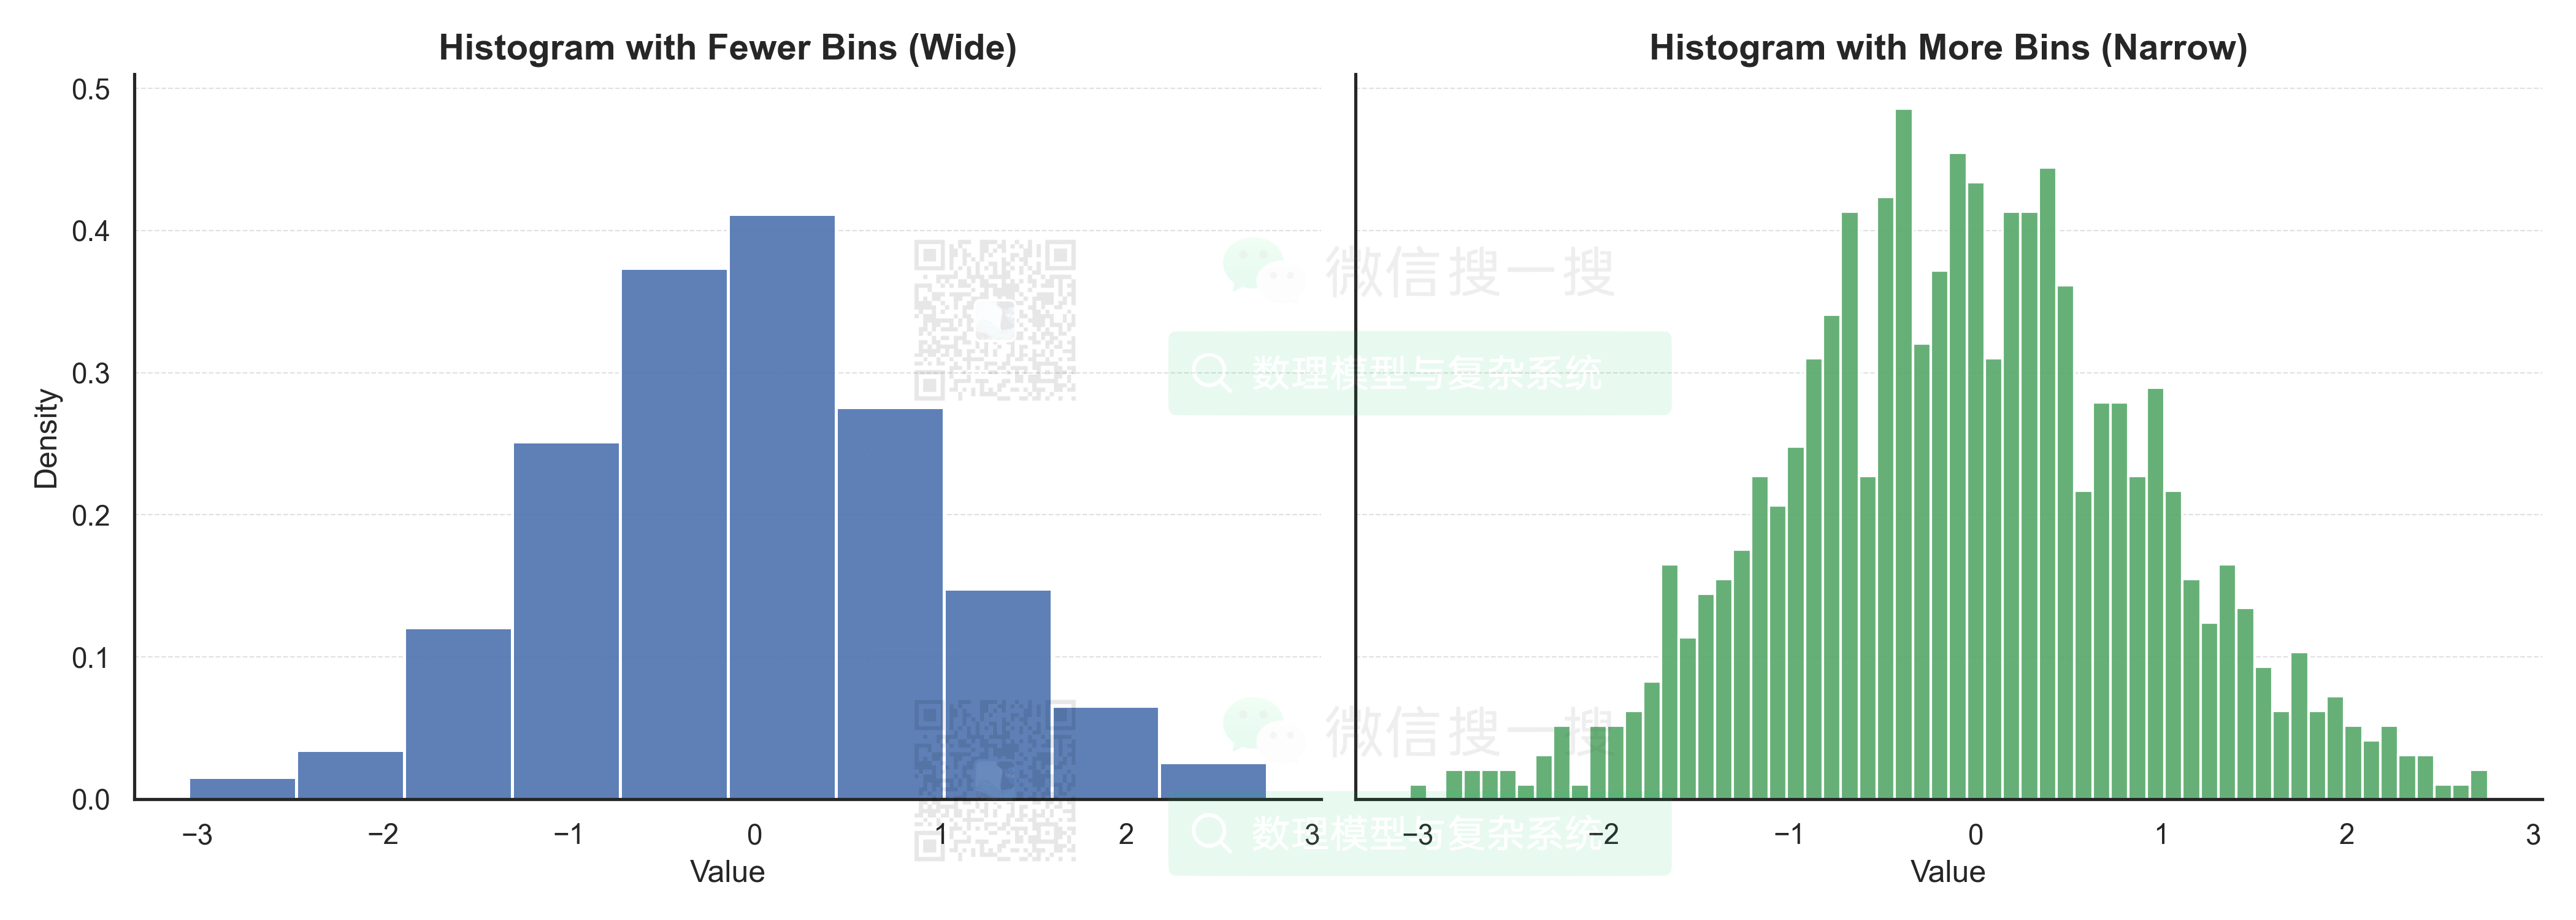 Histogram with Fewer Bins (Wide)
0.5
0.4
0.3
0.2
0.1
0.0
Density
−3 −2 −1 0 1 2 3
Value
Histogram with More Bins (Narrow)
−3 −2 −1 0 1 2 3
Value
微信搜一搜
数理模型与复杂系统
微信搜一搜
数理模型与复杂系统